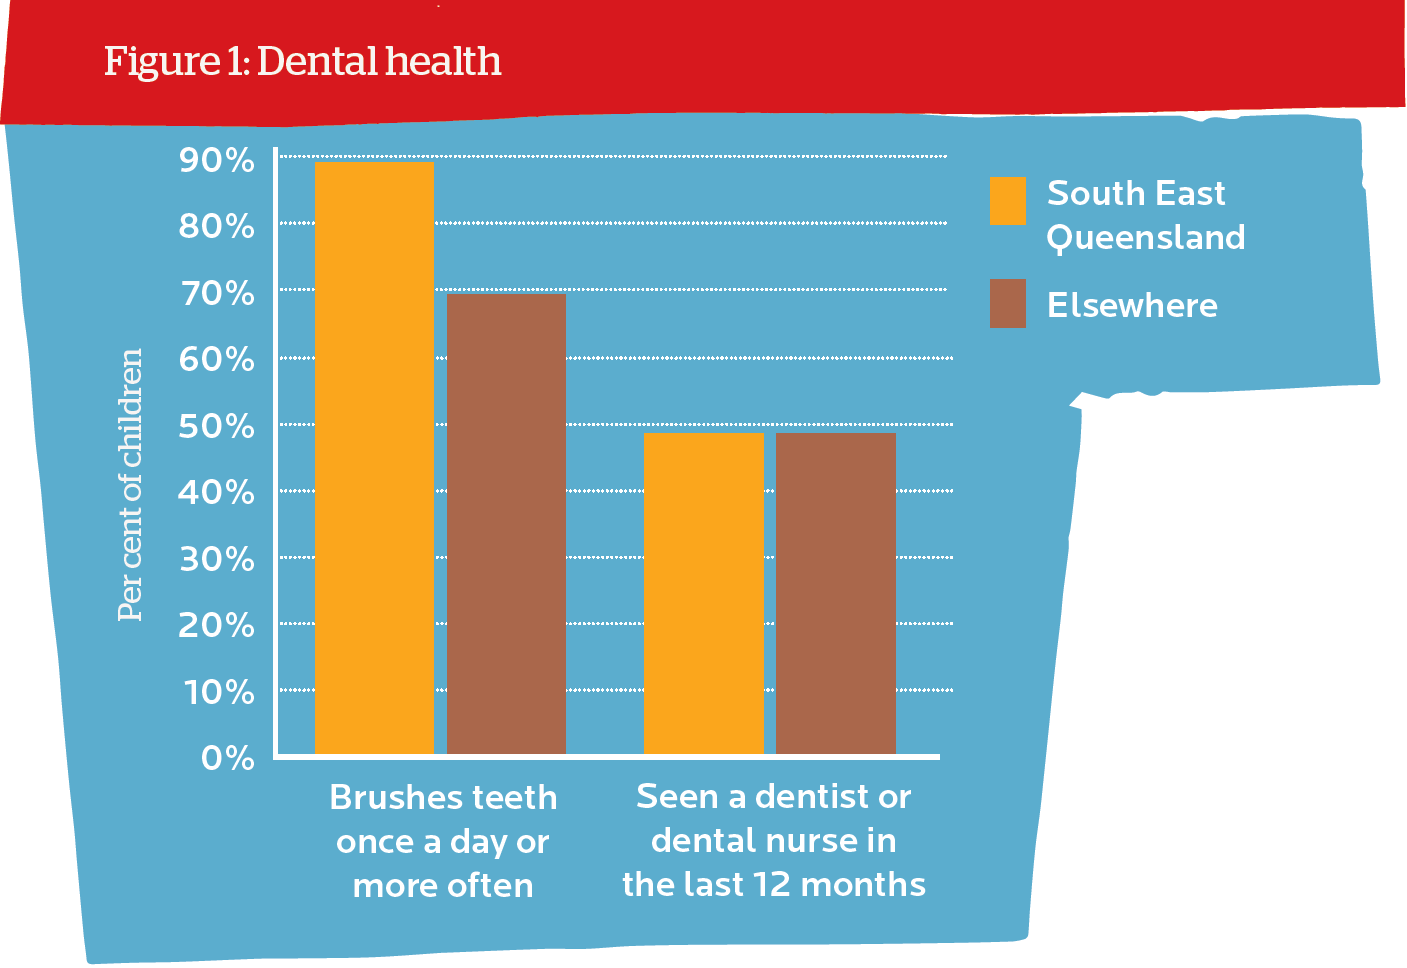 Figure 1: Dental health
90%
80%
70%
60%
50%
40%
30%
20%
10%
0%
Per cent of children
South East
Queensland
Elsewhere
Brushes teeth
once a day or
more often
Seen a dentist or
dental nurse in
the last 12 months